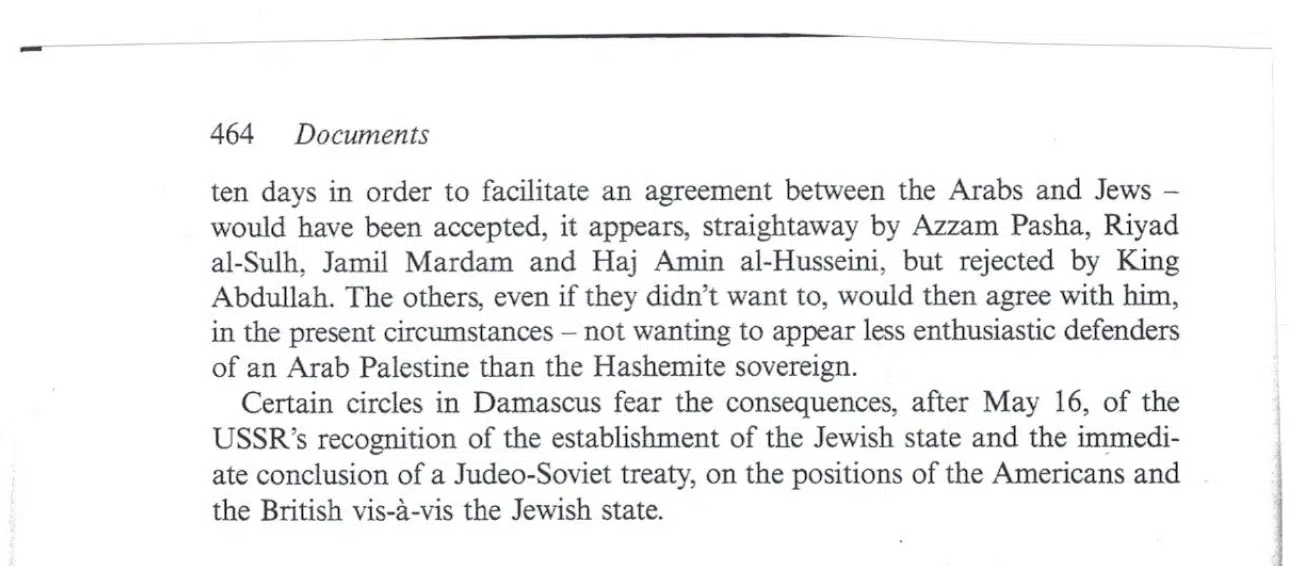 464 Documents
ten days in order to facilitate an agreement between the Arabs and Jews –
would have been accepted, it appears, straightaway by Azzam Pasha, Riyad
al-Sulh, Jamil Mardam and Haj Amin al-Husseini, but rejected by King
Abdullah. The others, even if they didn't want to, would then agree with him,
in the present circumstances – not wanting to appear less enthusiastic defenders
of an Arab Palestine than the Hashemite sovereign.
Certain circles in Damascus fear the consequences, after May 16, of the
USSR's recognition of the establishment of the Jewish state and the immedi-
ate conclusion of a Judeo-Soviet treaty, on the positions of the Americans and
the British vis-à-vis the Jewish state.